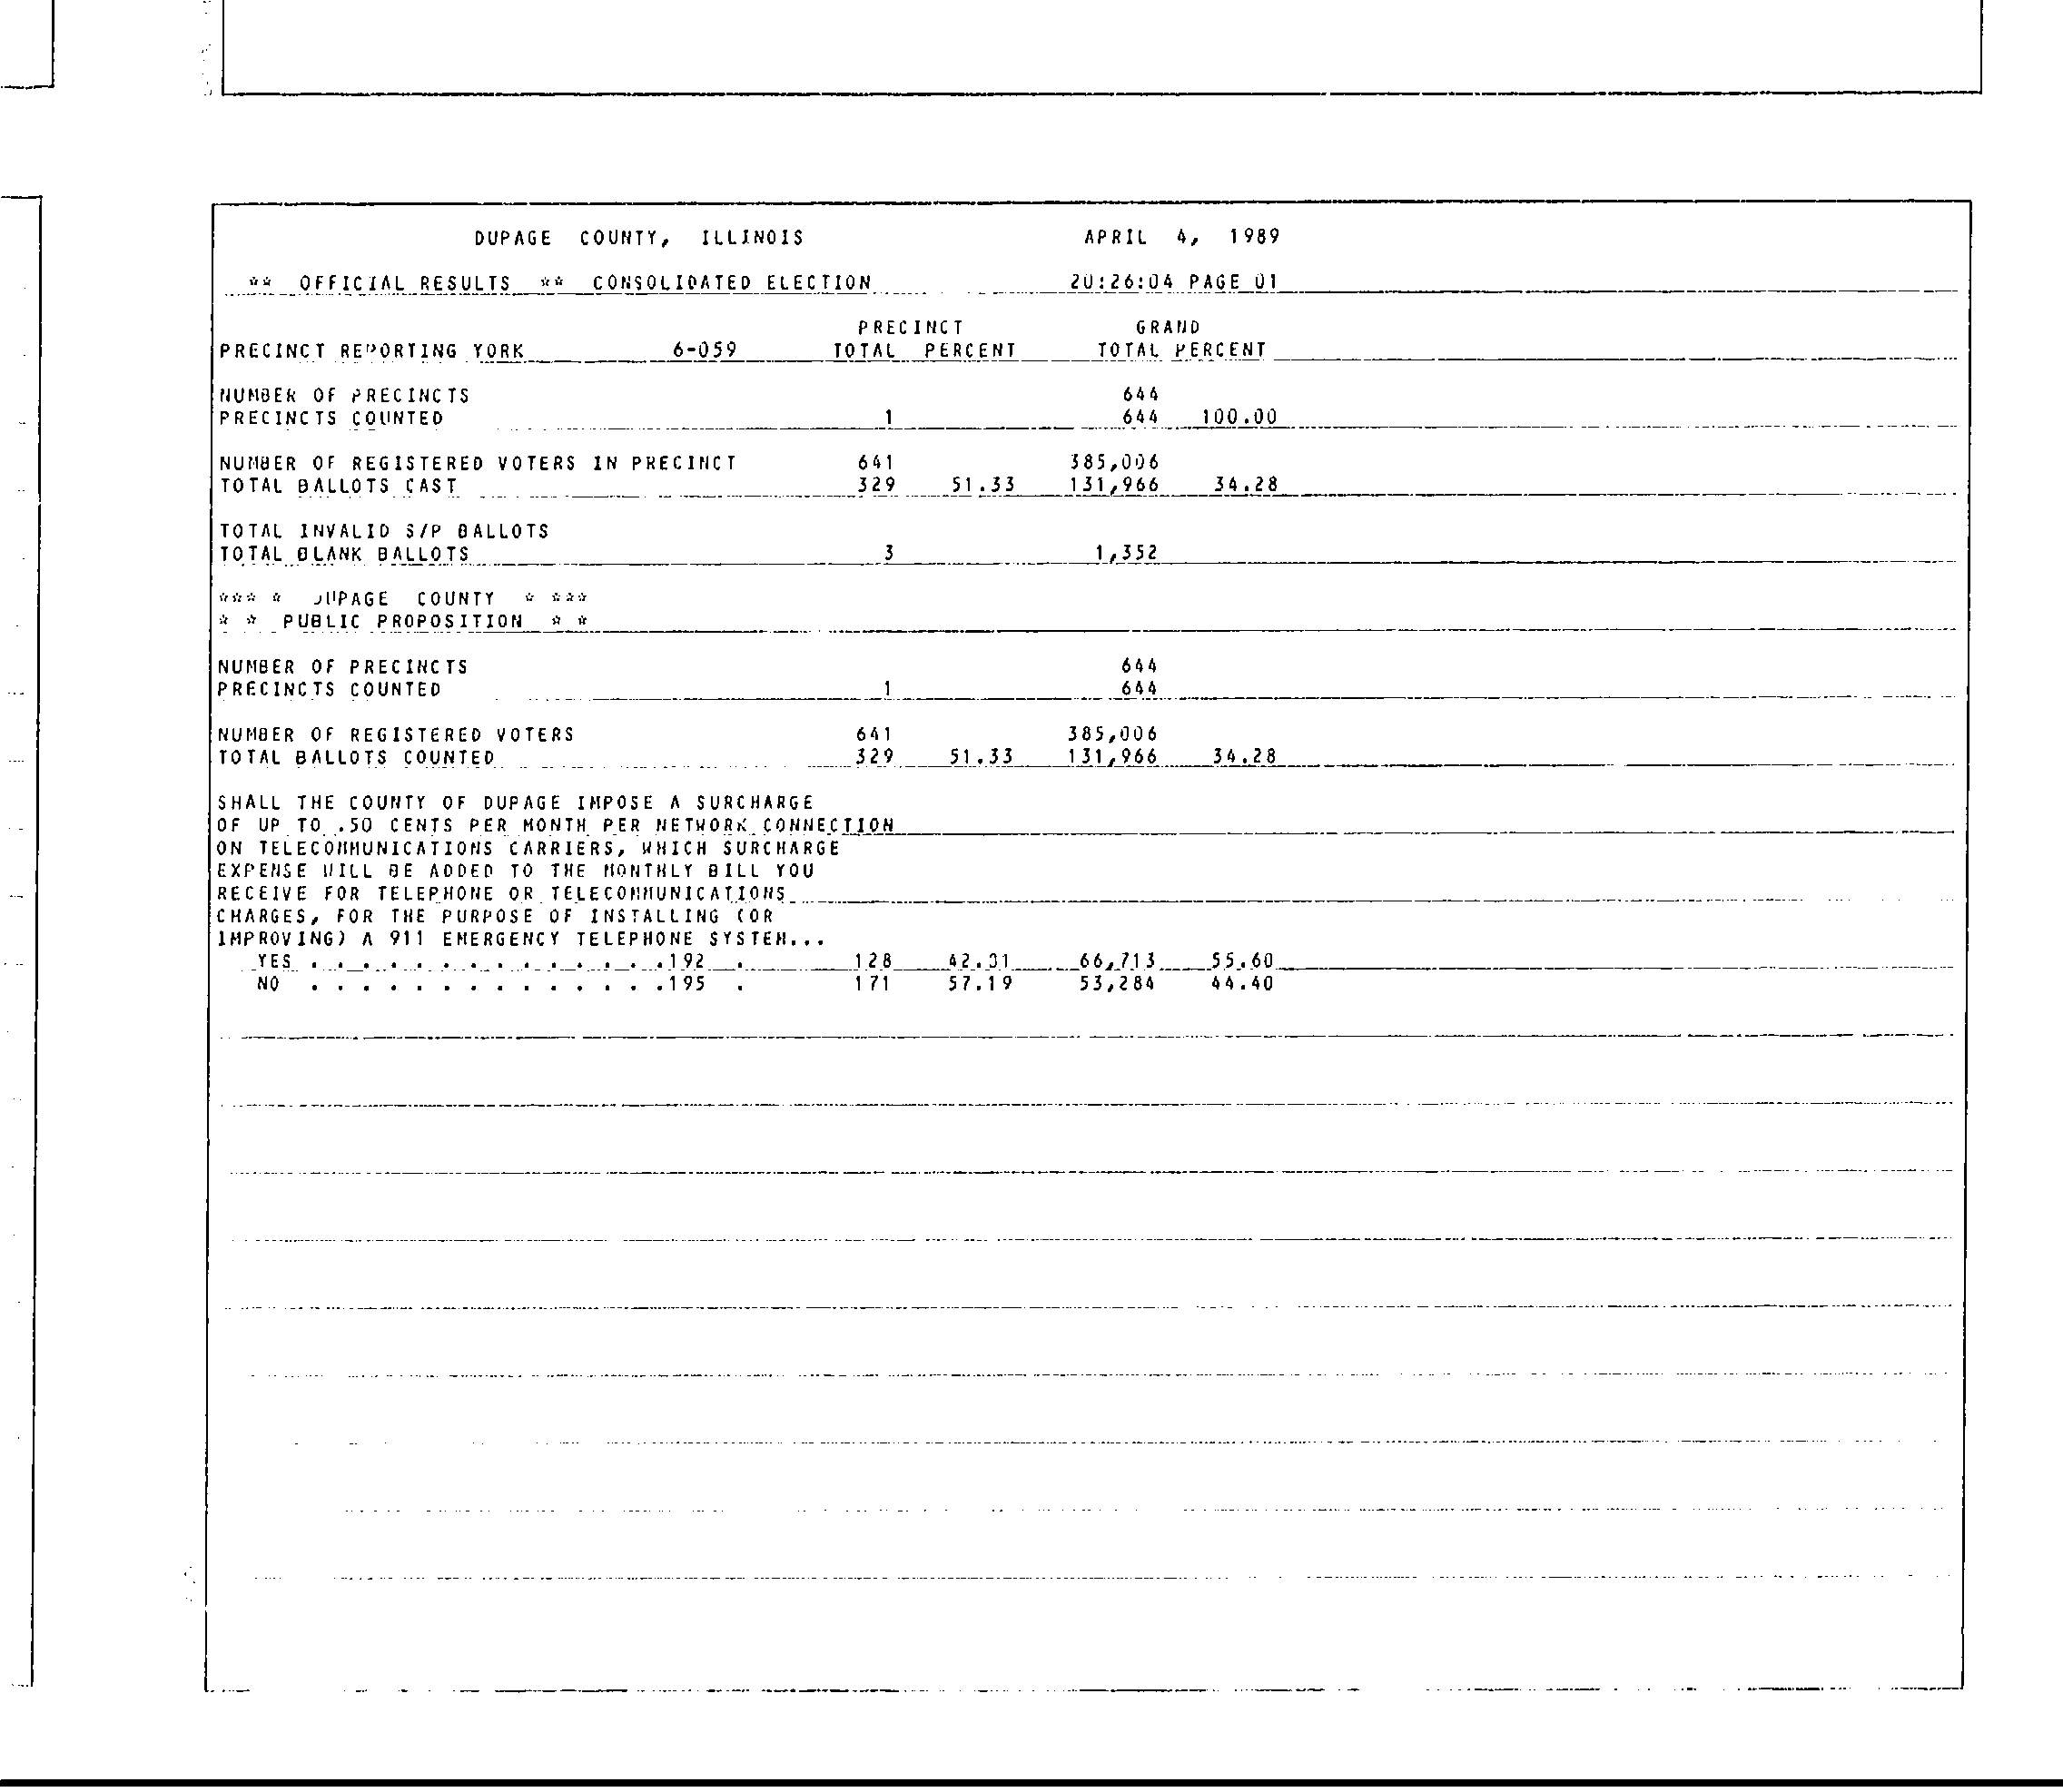 DUPAGE COUNTY, ILLINOIS APRIL 4, 1989
** OFFICIAL RESULTS ** CONSOLIDATED ELECTION 20:26:04 PAGE 01
PRECINCT GRAND
PRECINCT REPORTING YORK 6-059 TOTAL PERCENT TOTAL PERCENT
NUMBER OF PRECINCTS 644
PRECINCTS COUNTED 1 644 100.00
NUMBER OF REGISTERED VOTERS IN PRECINCT 641 385,006
TOTAL BALLOTS CAST 329 51.33 131,966 34.28
TOTAL INVALID S/P BALLOTS
TOTAL BLANK BALLOTS 3 1,352
*** * DUPAGE COUNTY * ***
* * PUBLIC PROPOSITION * *
NUMBER OF PRECINCTS 644
PRECINCTS COUNTED 1 644
NUMBER OF REGISTERED VOTERS 641 385,006
TOTAL BALLOTS COUNTED 329 51.33 131,966 34.28
SHALL THE COUNTY OF DUPAGE IMPOSE A SURCHARGE
OF UP TO .50 CENTS PER MONTH PER NETWORK CONNECTION
ON TELECOMMUNICATIONS CARRIERS, WHICH SURCHARGE
EXPENSE WILL BE ADDED TO THE MONTHLY BILL YOU
RECEIVE FOR TELEPHONE OR TELECOMMUNICATIONS
CHARGES, FOR THE PURPOSE OF INSTALLING (OR
IMPROVING) A 911 EMERGENCY TELEPHONE SYSTEM...
YES . . . . . . . . . . . . . .192 . 128 42.81 66,713 55.60
NO . . . . . . . . . . . . . .195 . 171 57.19 53,284 44.40